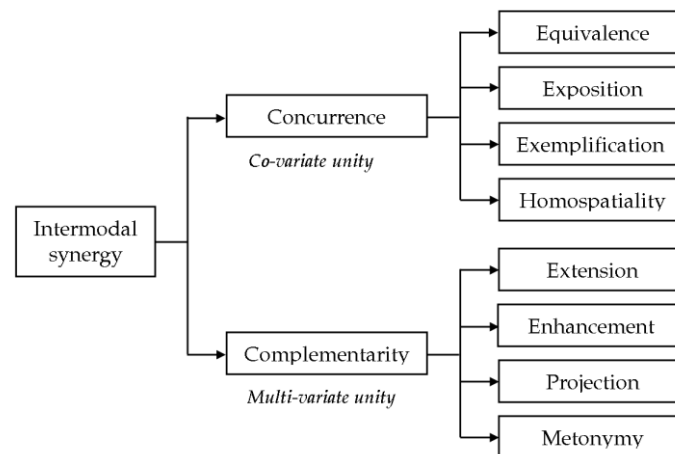 Equivalence
Exposition
Concurrence
Co-variate unity
Exemplification
Homospatiality
Intermodal
synergy
Extension
Enhancement
Complementarity
Multi-variate unity
Projection
Metonymy